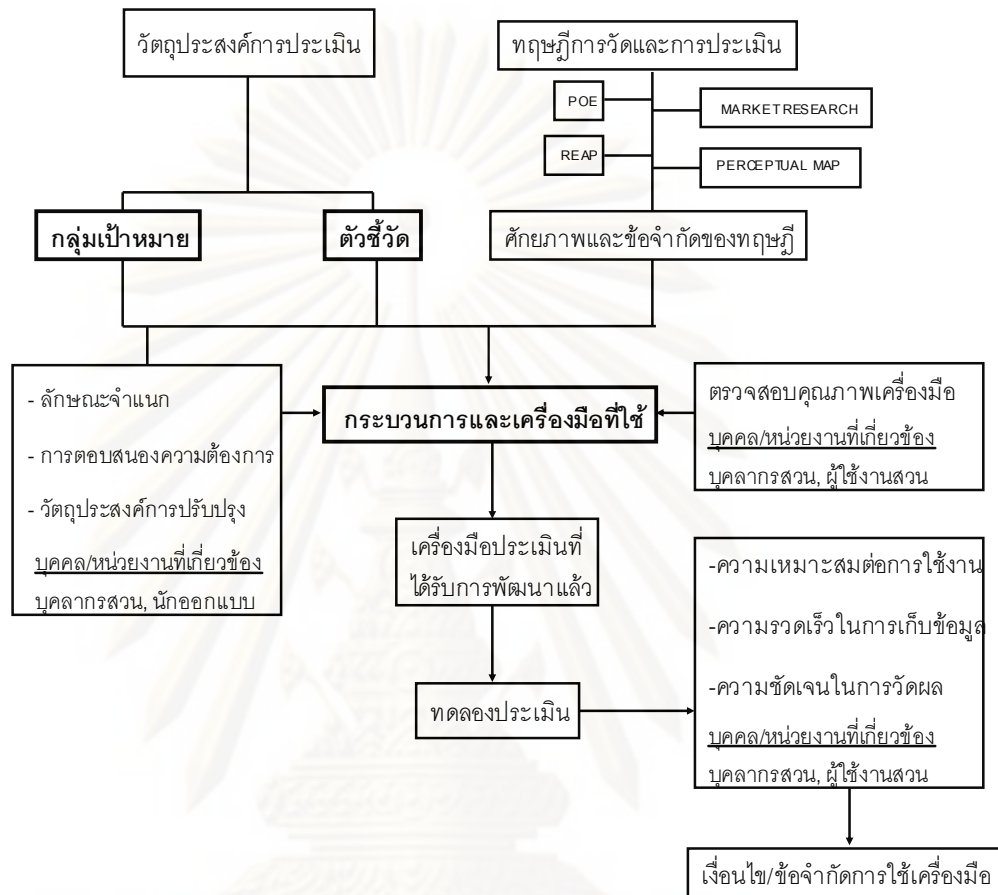 วัตถุประสงค์การประเมิน
ทฤษฎีการวัดและการประเมิน
POE
MARKET RESEARCH
REAP
PERCEPTUAL MAP
กลุ่มเป้าหมาย
ตัวชี้วัด
ศักยภาพและข้อจำกัดของทฤษฎี
- ลักษณะจำแนก
- การตอบสนองความต้องการ
- วัตถุประสงค์การปรับปรุง
บุคคล/หน่วยงานที่เกี่ยวข้อง
บุคลากรสวน, นักออกแบบ
กระบวนการและเครื่องมือที่ใช้
ตรวจสอบคุณภาพเครื่องมือ
บุคคล/หน่วยงานที่เกี่ยวข้อง
บุคลากรสวน, ผู้ใช้งานสวน
เครื่องมือประเมินที่
ได้รับการพัฒนาแล้ว
ทดลองประเมิน
-ความเหมาะสมต่อการใช้งาน
-ความรวดเร็วในการเก็บข้อมูล
-ความชัดเจนในการวัดผล
บุคคล/หน่วยงานที่เกี่ยวข้อง
บุคลากรสวน, ผู้ใช้งานสวน
เงื่อนไข/ข้อจำกัดการใช้เครื่องมือ